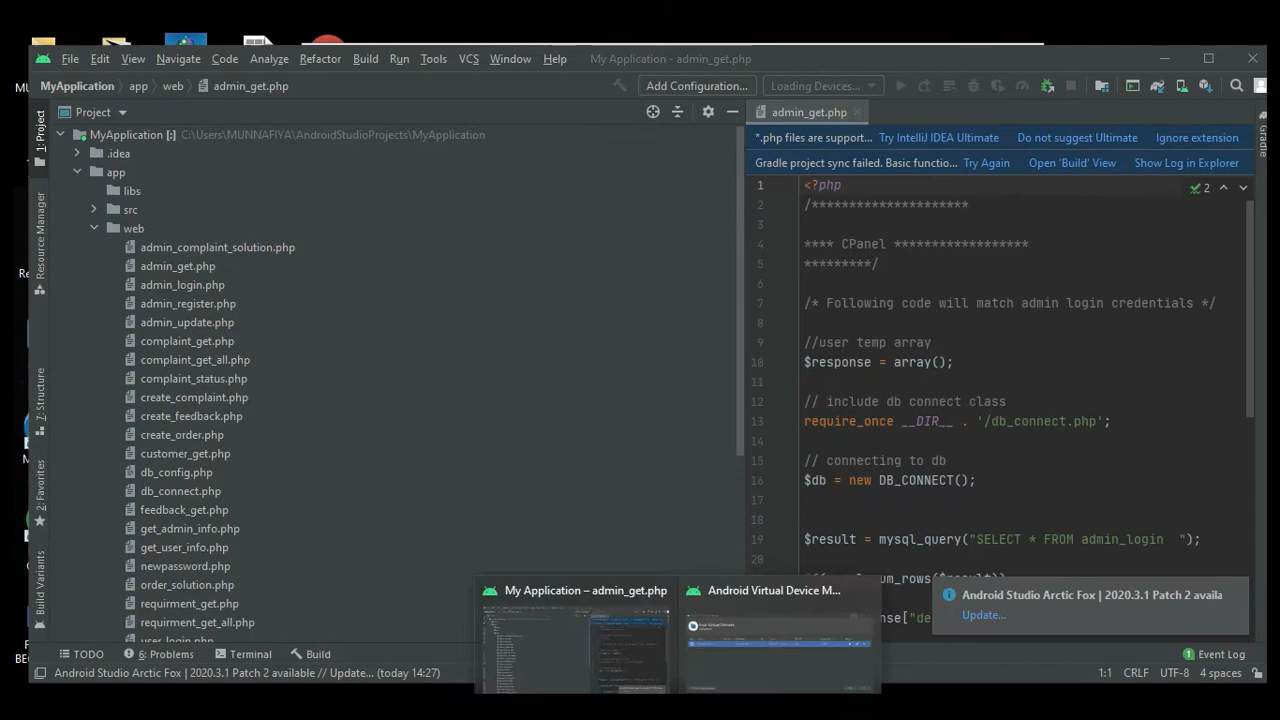 File Edit View Navigate Code Analyze Refactor Build Run Tools VCS Window Help My Application - admin_get.php
MyApplication app web admin_get.php Add Configuration... Loading Devices...
Project admin_get.php
1: Project
Resource Manager
7: Structure
2: Favorites
Build Variants
Gradle
MyApplication [:] C:\Users\MUNNAFIYA\AndroidStudioProjects\MyApplication
.idea
app
libs
src
web
admin_complaint_solution.php
admin_get.php
admin_login.php
admin_register.php
admin_update.php
complaint_get.php
complaint_get_all.php
complaint_status.php
create_complaint.php
create_feedback.php
create_order.php
customer_get.php
db_config.php
db_connect.php
feedback_get.php
get_admin_info.php
get_user_info.php
newpassword.php
order_solution.php
requirment_get.php
requirment_get_all.php
user_login.php
*.php files are support... Try IntelliJ IDEA Ultimate Do not suggest Ultimate Ignore extension
Gradle project sync failed. Basic functio... Try Again Open 'Build' View Show Log in Explorer
2
1 <?php
2 /*********************
3
4 **** CPanel ******************
5 *********/
6
7 /* Following code will match admin login credentials */
8
9 //user temp array
10 $response = array();
11
12 // include db connect class
13 require_once __DIR__ . '/db_connect.php';
14
15 // connecting to db
16 $db = new DB_CONNECT();
17
18
19 $result = mysql_query("SELECT * FROM admin_login ");
20
My Application – admin_get.php
Android Virtual Device M...
Android Studio Arctic Fox | 2020.3.1 Patch 2 availa
Update...
TODO 6: Problems Terminal Build Event Log
Android Studio Arctic Fox | 2020.3.1 Patch 2 available // Update... (today 14:27) 1:1 CRLF UTF-8 4 spaces